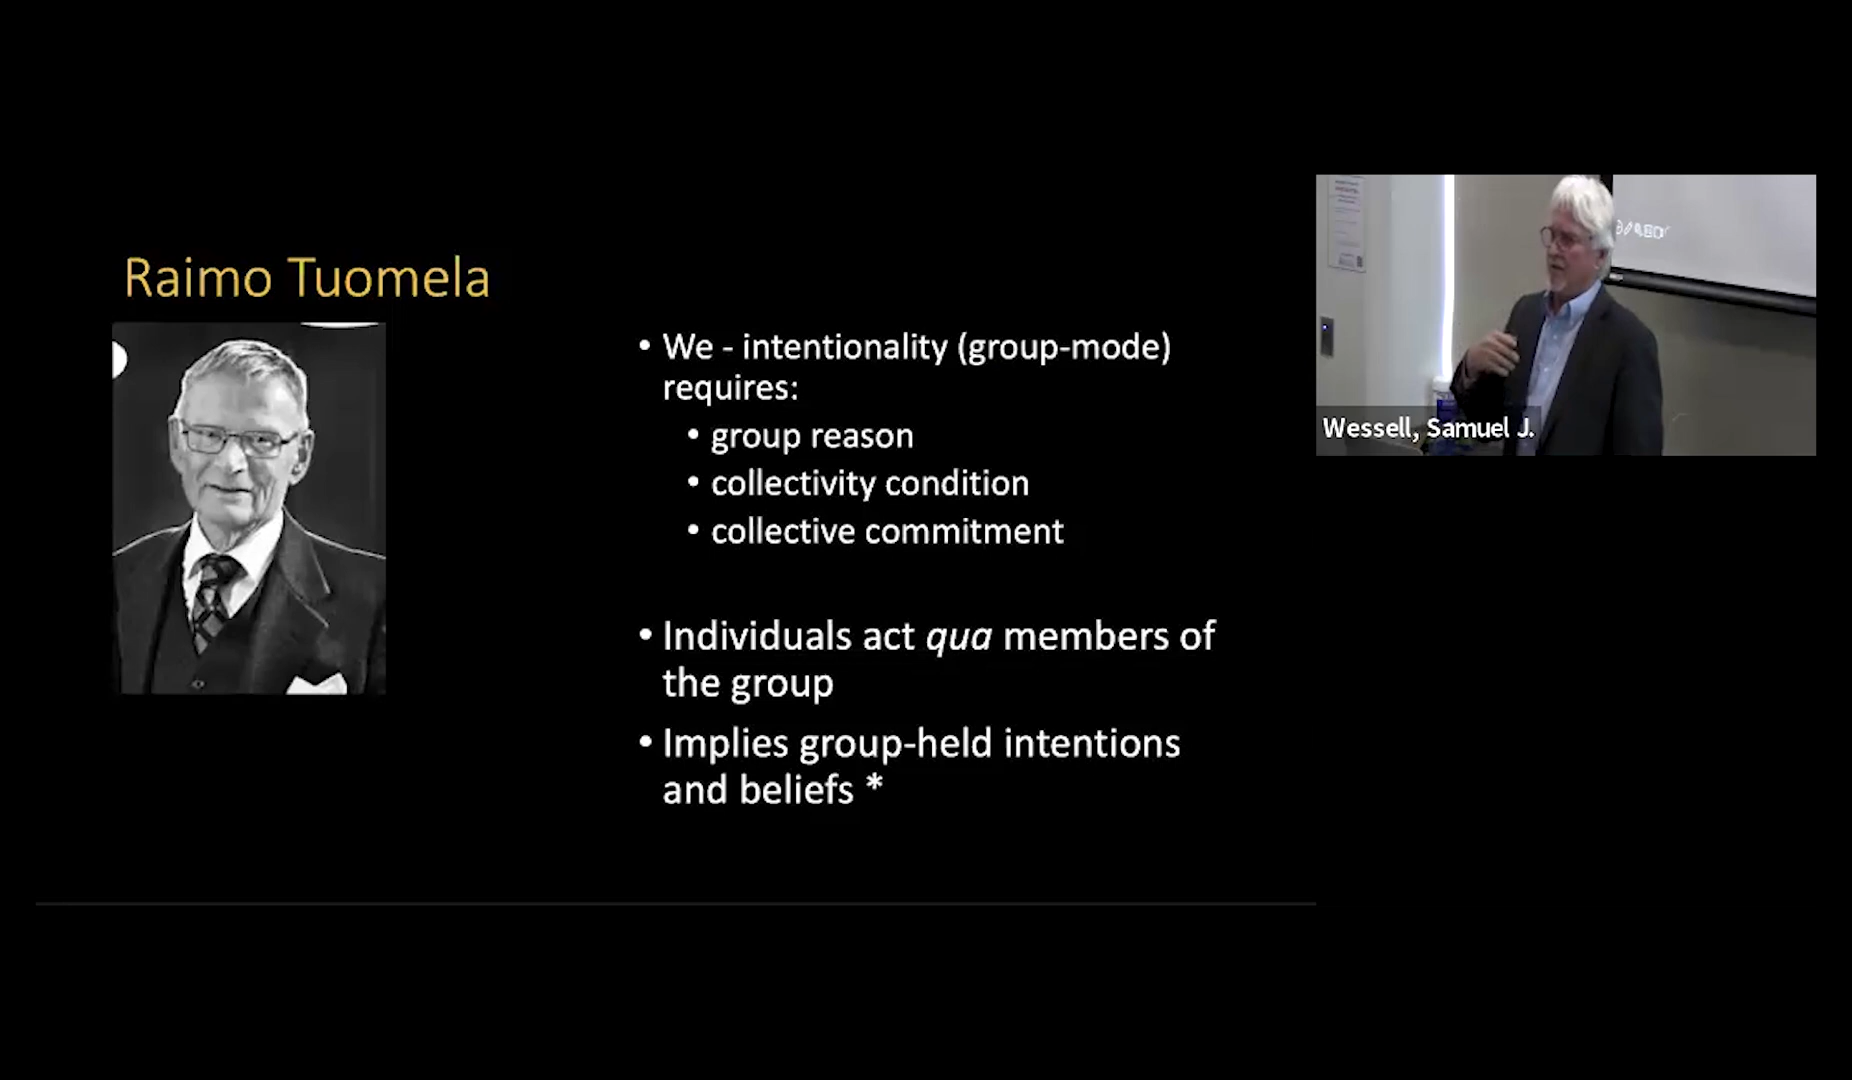 Raimo Tuomela
• We - intentionality (group-mode)
requires:
• group reason
• collectivity condition
• collective commitment
• Individuals act qua members of
the group
• Implies group-held intentions
and beliefs *
Wessell, Samuel J.